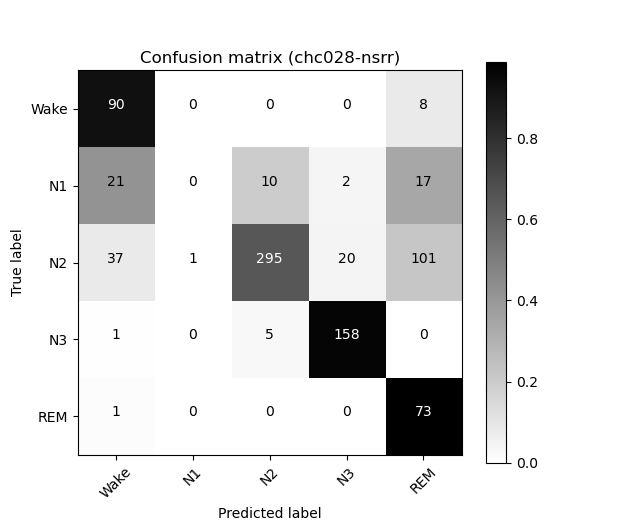 Confusion matrix (chc028-nsrr)
Wake 90 0 0 0 8
N1 21 0 10 2 17
N2 37 1 295 20 101
N3 1 0 5 158 0
REM 1 0 0 0 73
Wake N1 N2 N3 REM
True label
Predicted label
0.8
0.6
0.4
0.2
0.0